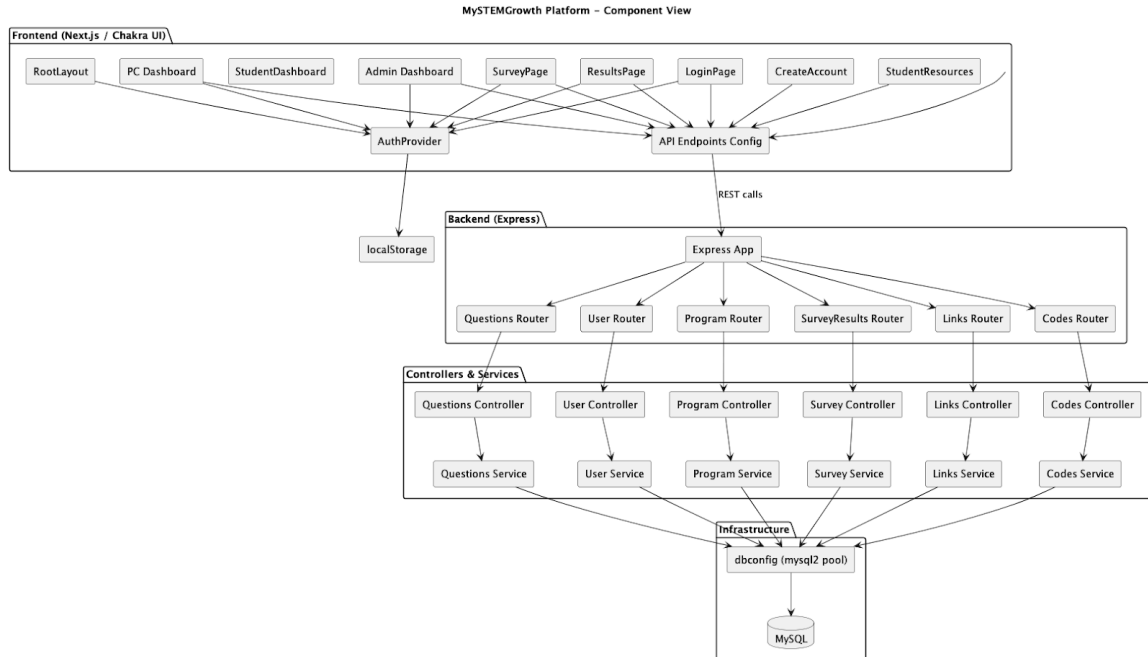 MySTEMGrowth Platform – Component View
Frontend (Next.js / Chakra UI)
RootLayout
PC Dashboard
StudentDashboard
Admin Dashboard
SurveyPage
ResultsPage
LoginPage
CreateAccount
StudentResources
AuthProvider
API Endpoints Config
REST calls
Backend (Express)
localStorage
Express App
Questions Router
User Router
Program Router
SurveyResults Router
Links Router
Codes Router
Controllers & Services
Questions Controller
User Controller
Program Controller
Survey Controller
Links Controller
Codes Controller
Questions Service
User Service
Program Service
Survey Service
Links Service
Codes Service
Infrastructure
dbconfig (mysql2 pool)
MySQL